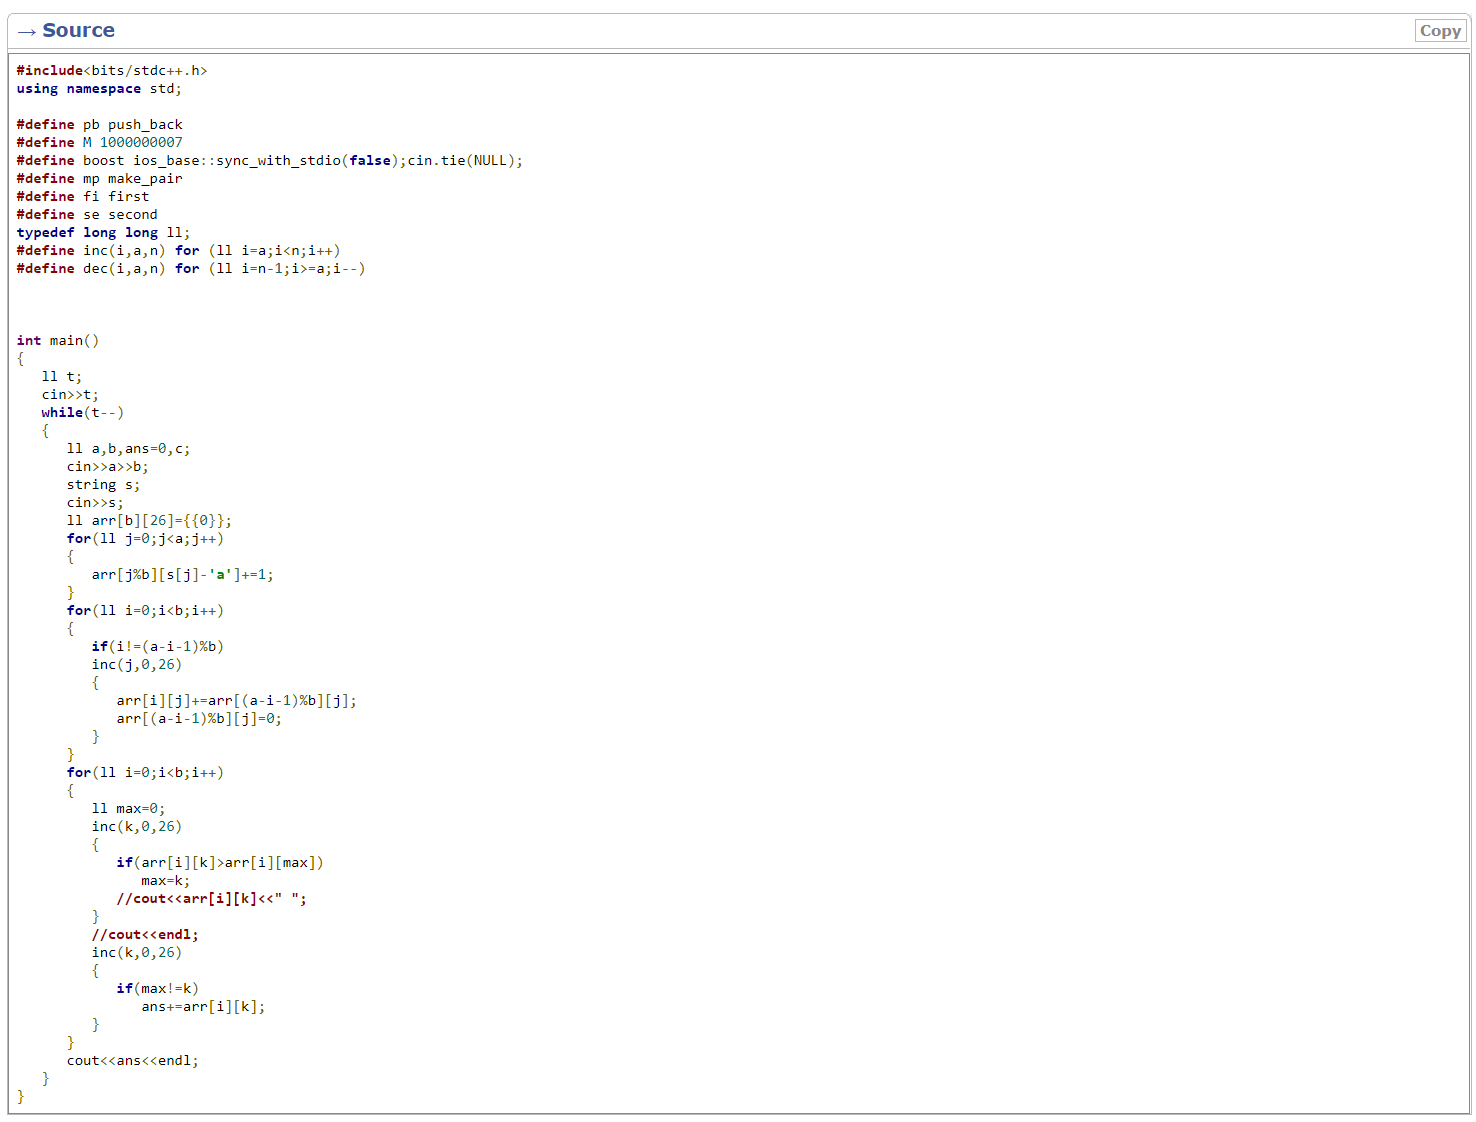 → Source
Copy
#include<bits/stdc++.h>
using namespace std;

#define pb push_back
#define M 1000000007
#define boost ios_base::sync_with_stdio(false);cin.tie(NULL);
#define mp make_pair
#define fi first
#define se second
typedef long long ll;
#define inc(i,a,n) for (ll i=a;i<n;i++)
#define dec(i,a,n) for (ll i=n-1;i>=a;i--)



int main()
{
   ll t;
   cin>>t;
   while(t--)
   {
      ll a,b,ans=0,c;
      cin>>a>>b;
      string s;
      cin>>s;
      ll arr[b][26]={{0}};
      for(ll j=0;j<a;j++)
      {
         arr[j%b][s[j]-'a']+=1;
      }
      for(ll i=0;i<b;i++)
      {
         if(i!=(a-i-1)%b)
         inc(j,0,26)
         {
            arr[i][j]+=arr[(a-i-1)%b][j];
            arr[(a-i-1)%b][j]=0;
         }
      }
      for(ll i=0;i<b;i++)
      {
         ll max=0;
         inc(k,0,26)
         {
            if(arr[i][k]>arr[i][max])
               max=k;
            //cout<<arr[i][k]<<" ";
         }
         //cout<<endl;
         inc(k,0,26)
         {
            if(max!=k)
               ans+=arr[i][k];
         }
      }
      cout<<ans<<endl;
   }
}